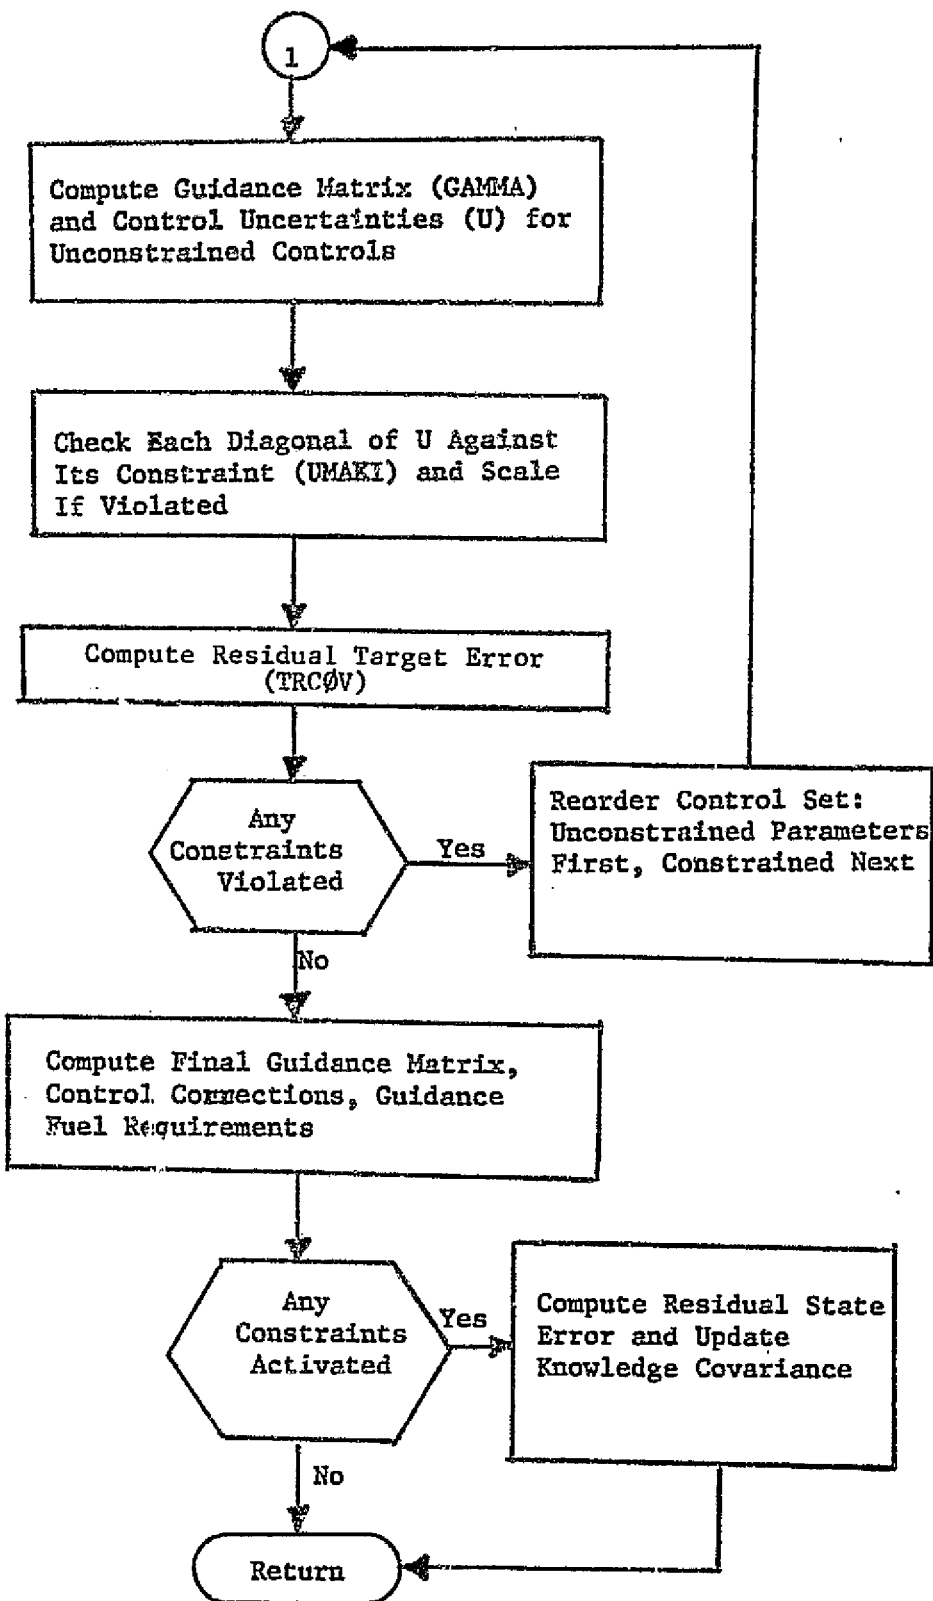 1
Compute Guidance Matrix (GAMMA)
and Control Uncertainties (U) for
Unconstrained Controls
Check Each Diagonal of U Against
Its Constraint (UMAKI) and Scale
If Violated
Compute Residual Target Error
(TRCØV)
Any
Constraints
Violated
Yes
Reorder Control Set:
Unconstrained Parameters
First, Constrained Next
No
Compute Final Guidance Matrix,
Control Connections, Guidance
Fuel Requirements
Any
Constraints
Activated
Yes
Compute Residual State
Error and Update
Knowledge Covariance
No
Return